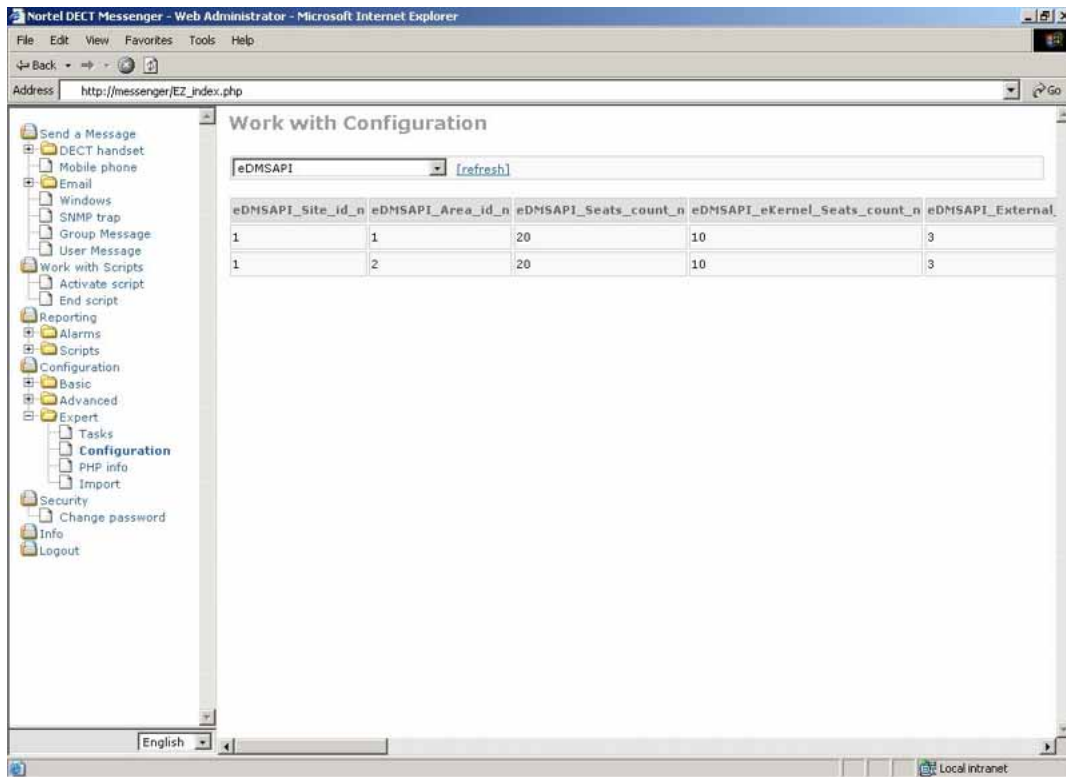 Nortel DECT Messenger - Web Administrator - Microsoft Internet Explorer
File Edit View Favorites Tools Help
Back
Address http://messenger/EZ_index.php Go
Send a Message
DECT handset
Mobile phone
Email
Windows
SNMP trap
Group Message
User Message
Work with Scripts
Activate script
End script
Reporting
Alarms
Scripts
Configuration
Basic
Advanced
Expert
Tasks
Configuration
PHP info
Import
Security
Change password
Info
Logout
English
Work with Configuration
eDMSAPI [refresh]
eDMSAPI_Site_id_n eDMSAPI_Area_id_n eDMSAPI_Seats_count_n eDMSAPI_eKernel_Seats_count_n eDMSAPI_External_
1 1 20 10 3
1 2 20 10 3
Local intranet